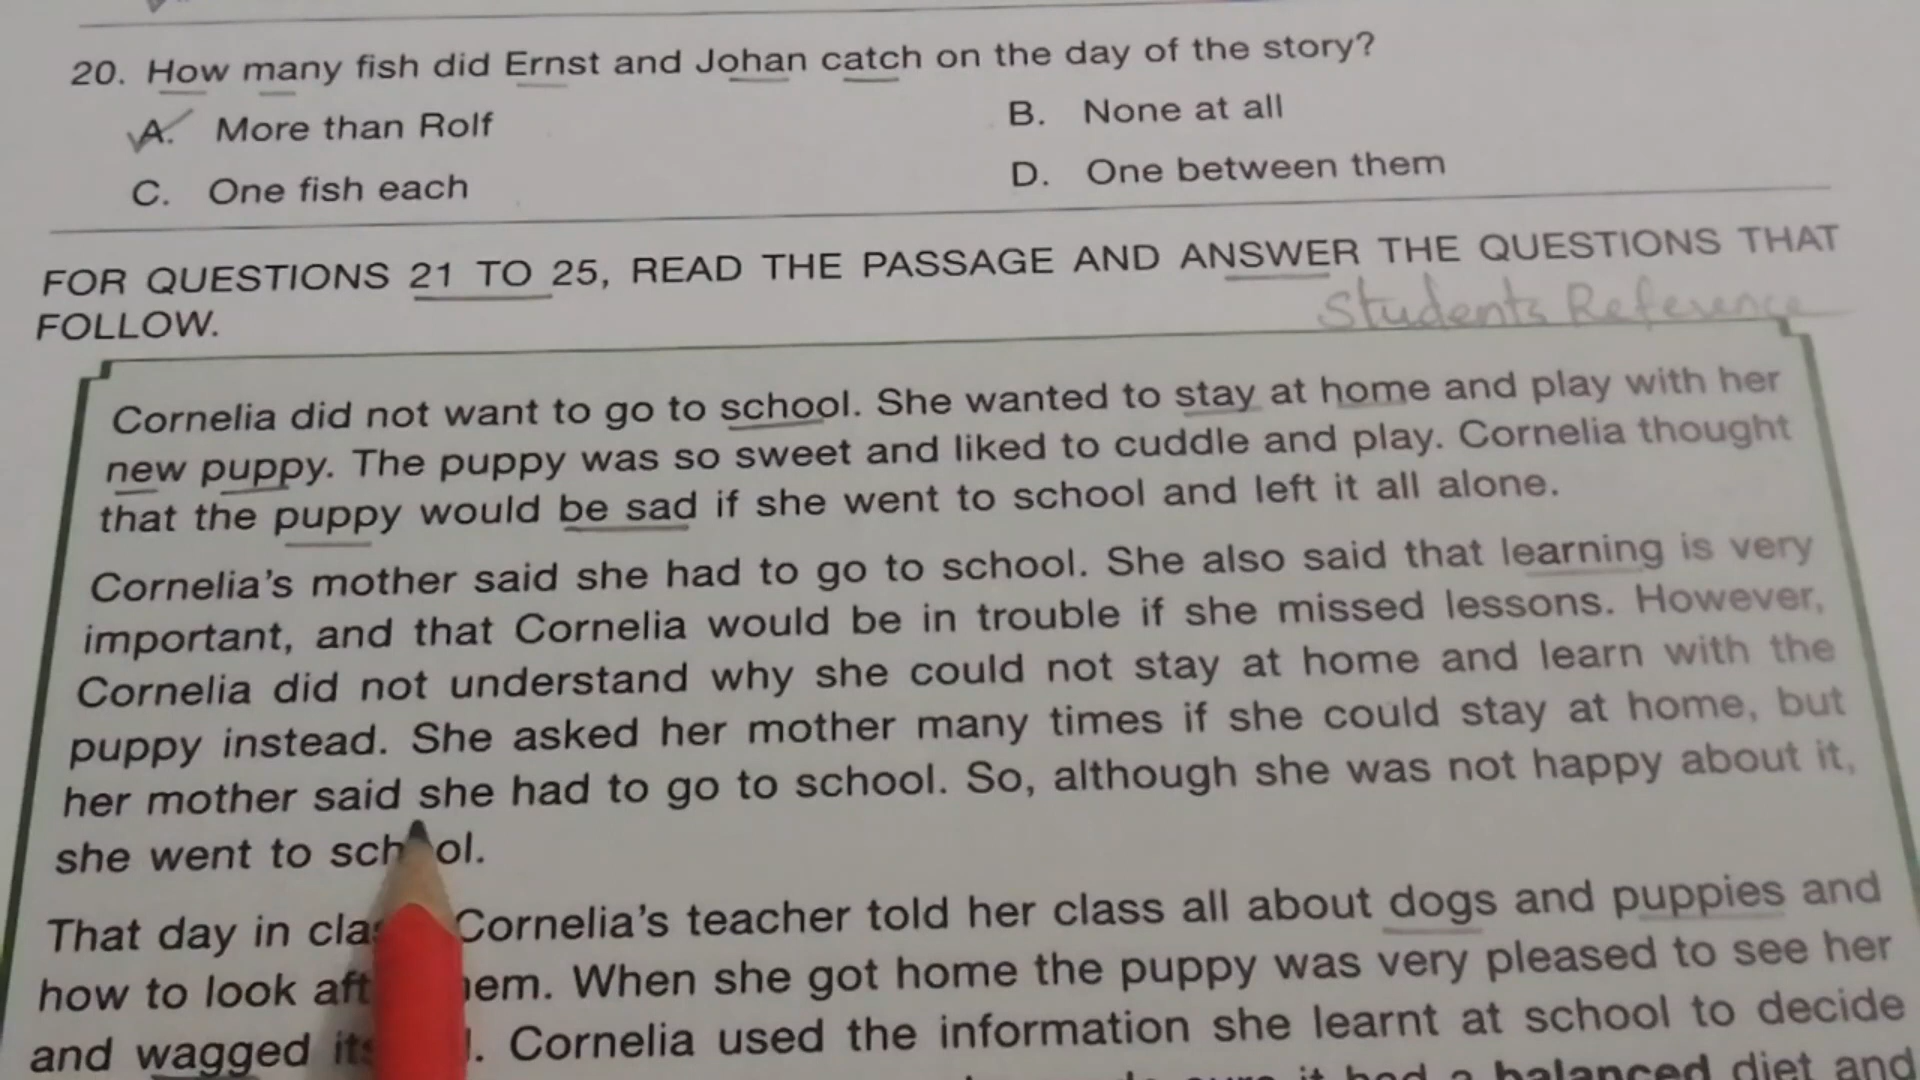 20. How many fish did Ernst and Johan catch on the day of the story?
A. More than Rolf
B. None at all
C. One fish each
D. One between them
FOR QUESTIONS 21 TO 25, READ THE PASSAGE AND ANSWER THE QUESTIONS THAT
FOLLOW.
Students Reference
Cornelia did not want to go to school. She wanted to stay at home and play with her
new puppy. The puppy was so sweet and liked to cuddle and play. Cornelia thought
that the puppy would be sad if she went to school and left it all alone.
Cornelia's mother said she had to go to school. She also said that learning is very
important, and that Cornelia would be in trouble if she missed lessons. However,
Cornelia did not understand why she could not stay at home and learn with the
puppy instead. She asked her mother many times if she could stay at home, but
her mother said she had to go to school. So, although she was not happy about it,
she went to school.
That day in Cornelia's teacher told her class all about dogs and puppies and
how to look When she got home the puppy was very pleased to see her
and wagged Cornelia used the information she learnt at school to decide
it had a balanced diet and